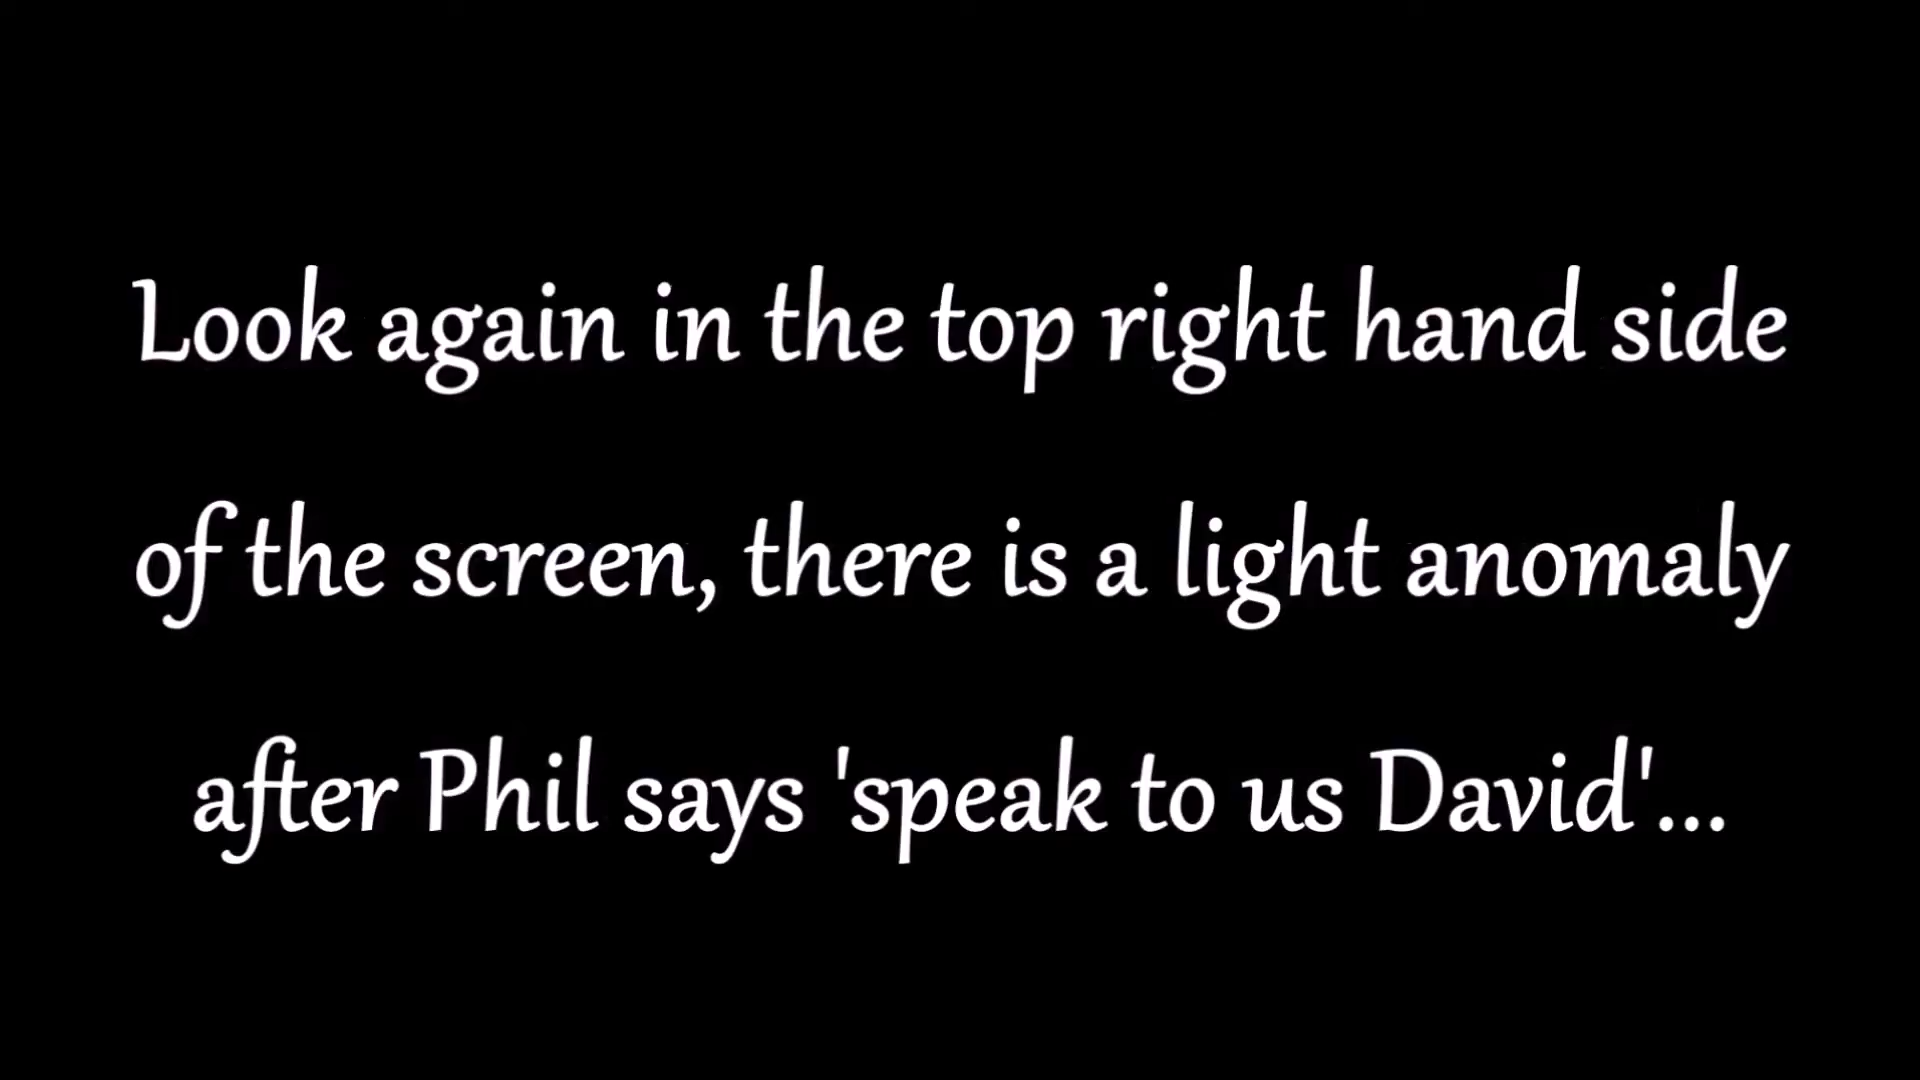 Look again in the top right hand side
of the screen, there is a light anomaly
after Phil says 'speak to us David'...